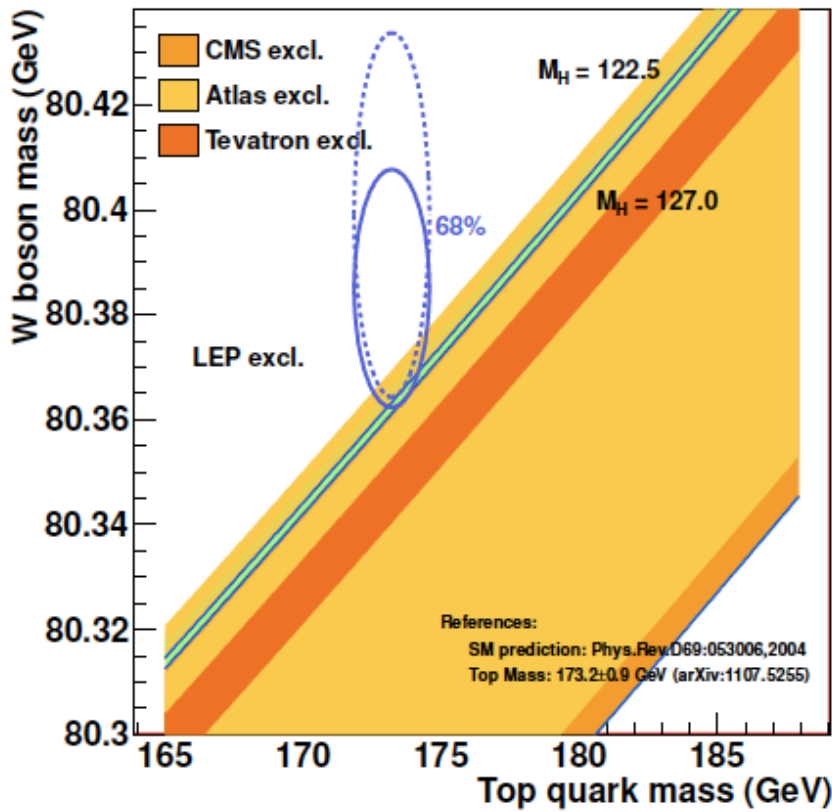 CMS excl.
Atlas excl.
Tevatron excl.
M_H = 122.5
M_H = 127.0
68%
LEP excl.
W boson mass (GeV)
80.42
80.4
80.38
80.36
80.34
80.32
80.3
References:
SM prediction: Phys.Rev.D69:053006,2004
Top Mass: 173.2±0.9 GeV (arXiv:1107.5255)
165
170
175
180
185
Top quark mass (GeV)